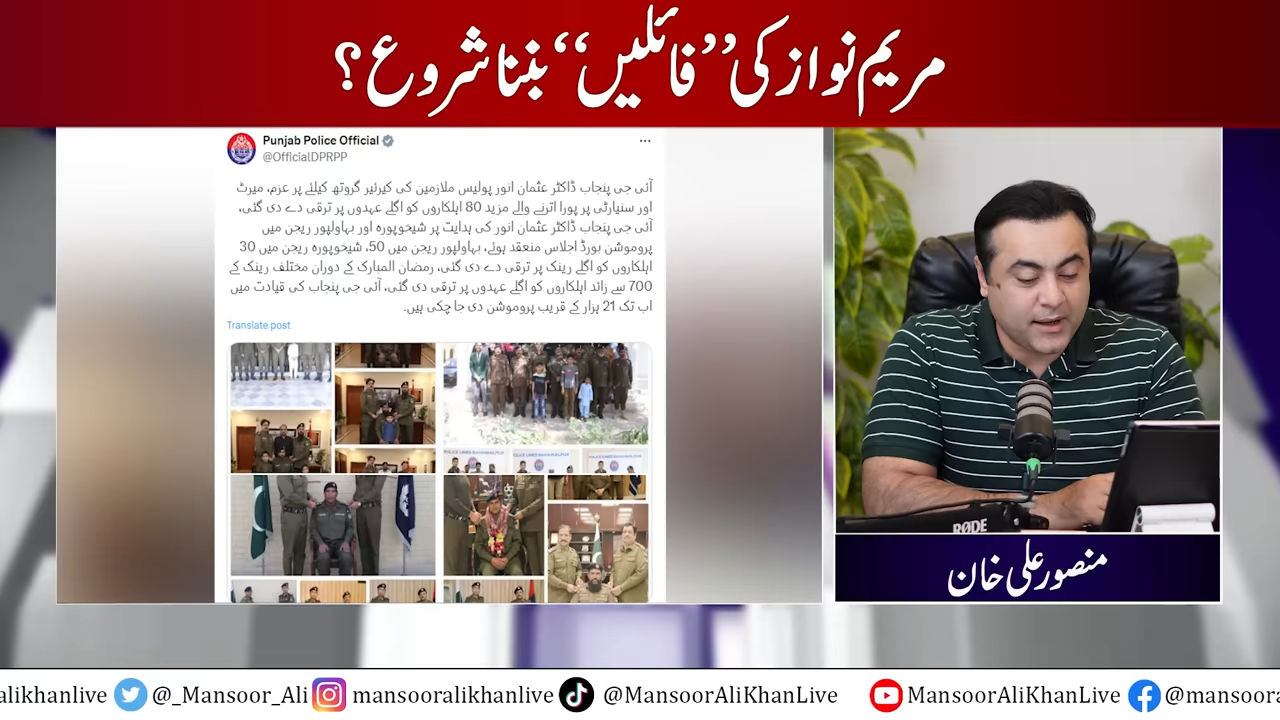 مریم نواز کی ”فائلیں“ بننا شروع؟
Punjab Police Official
@OfficialDPRPP
آئی جی پنجاب ڈاکٹر عثمان انور پولیس ملازمین کی کیرئیر گروتھ کیلئے پر عزم، میرٹ
اور سنیارٹی پر پورا اترنے والے مزید 80 اہلکاروں کو اگلے عہدوں پر ترقی دے دی گئی،
آئی جی پنجاب ڈاکٹر عثمان انور کی ہدایت پر شیخوپورہ اور بہاولپور ریجن میں
پروموشن بورڈ اجلاس منعقد ہوئے، بہاولپور ریجن میں 50، شیخوپورہ ریجن میں 30
اہلکاروں کو اگلے رینک پر ترقی دے دی گئی، رمضان المبارک کے دوران مختلف رینک کے
700 سے زائد اہلکاروں کو اگلے عہدوں پر ترقی دی گئی، آئی جی پنجاب کی قیادت میں
اب تک 21 ہزار کے قریب پروموشن دی جا چکی ہیں۔
Translate post
POLICE LINES BAHAWALPUR
RØDE
منصور علی خان
alikhanlive @_Mansoor_Ali mansooralikhanlive @MansoorAliKhanLive MansoorAliKhanLive @mansoora